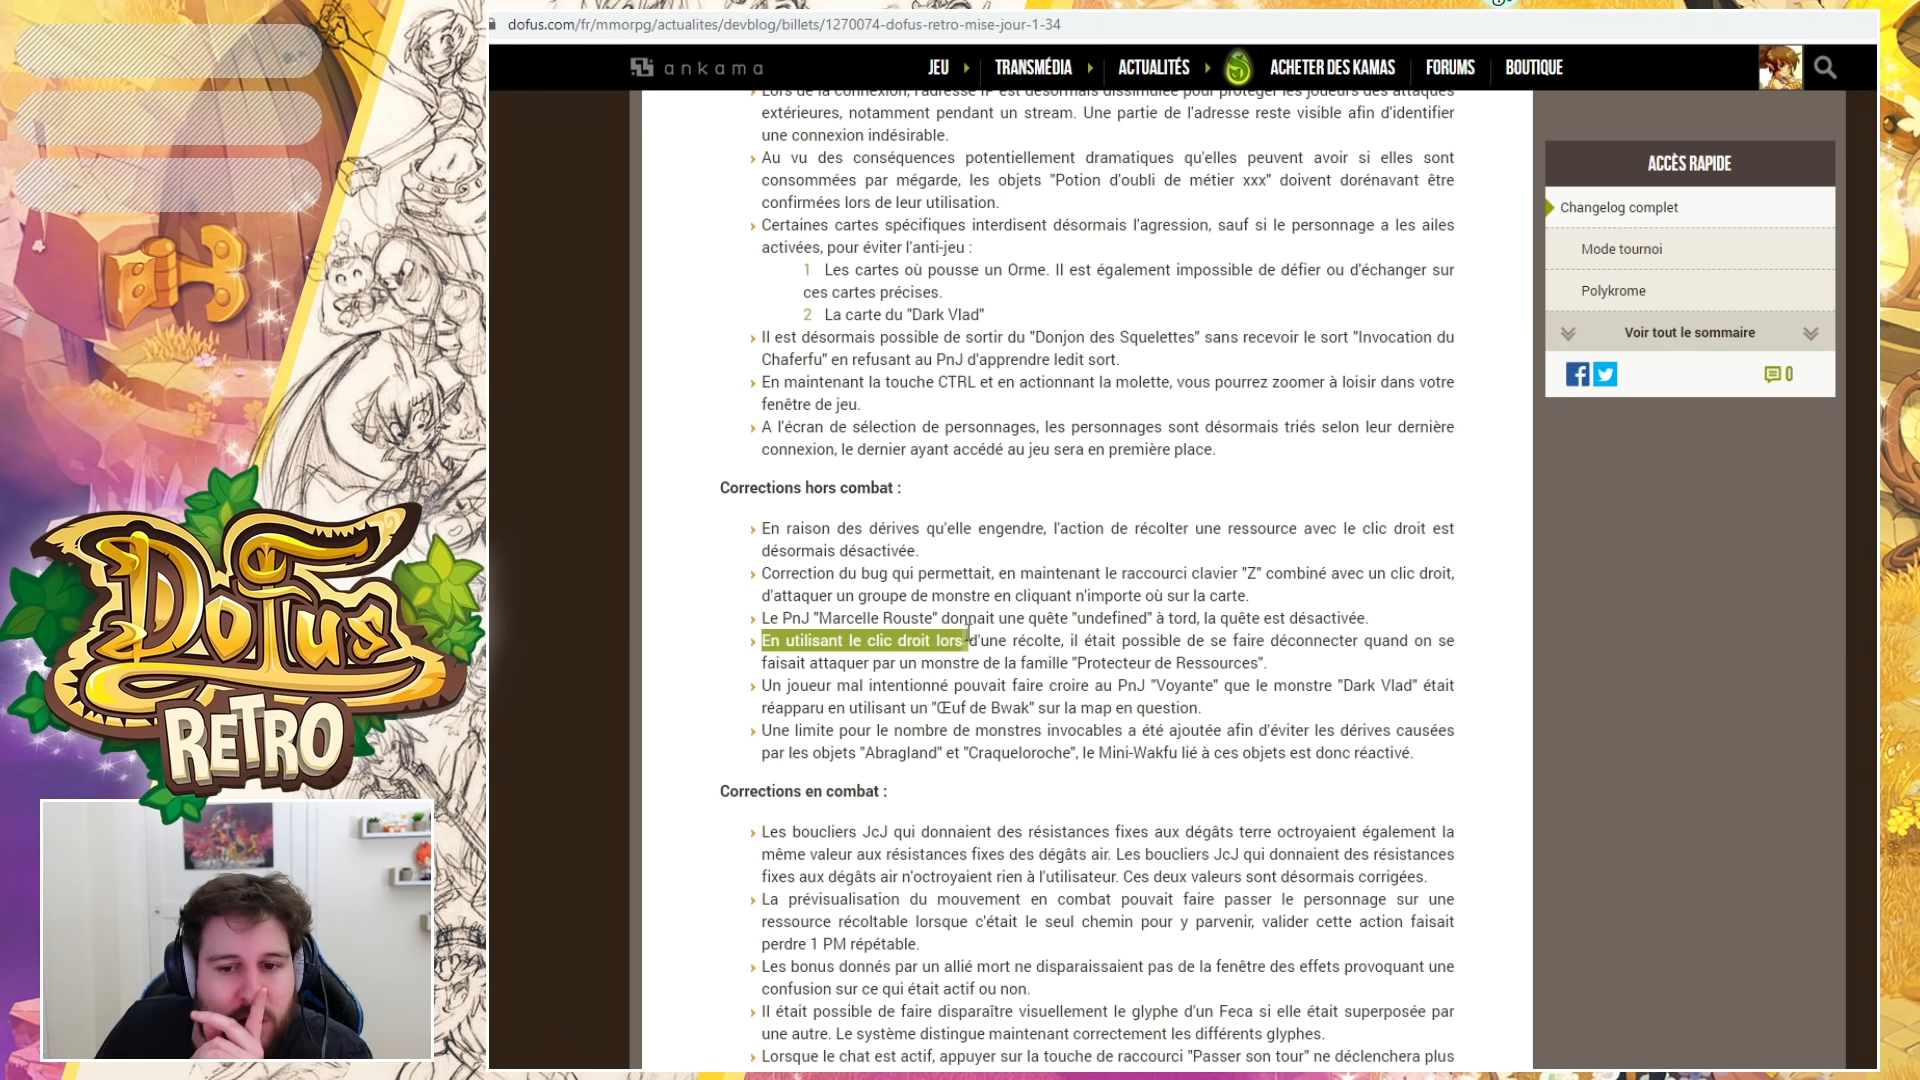 dofus.com/fr/mmorpg/actualites/devblog/billets/1270074-dofus-retro-mise-jour-1-34
ankama
JEU
TRANSMÉDIA
ACTUALITÉS
ACHETER DES KAMAS
FORUMS
BOUTIQUE
Lors de la connexion, l'adresse IP est désormais dissimulée pour protéger les joueurs des attaques
extérieures, notamment pendant un stream. Une partie de l'adresse reste visible afin d'identifier
une connexion indésirable.
Au vu des conséquences potentiellement dramatiques qu'elles peuvent avoir si elles sont
consommées par mégarde, les objets "Potion d'oubli de métier xxx" doivent dorénavant être
confirmées lors de leur utilisation.
Certaines cartes spécifiques interdisent désormais l'agression, sauf si le personnage a les ailes
activées, pour éviter l'anti-jeu :
1 Les cartes où pousse un Orme. Il est également impossible de défier ou d'échanger sur
ces cartes précises.
2 La carte du "Dark Vlad"
Il est désormais possible de sortir du "Donjon des Squelettes" sans recevoir le sort "Invocation du
Chaferfu" en refusant au PnJ d'apprendre ledit sort.
En maintenant la touche CTRL et en actionnant la molette, vous pourrez zoomer à loisir dans votre
fenêtre de jeu.
A l'écran de sélection de personnages, les personnages sont désormais triés selon leur dernière
connexion, le dernier ayant accédé au jeu sera en première place.
Corrections hors combat :
En raison des dérives qu'elle engendre, l'action de récolter une ressource avec le clic droit est
désormais désactivée.
Correction du bug qui permettait, en maintenant le raccourci clavier "Z" combiné avec un clic droit,
d'attaquer un groupe de monstre en cliquant n'importe où sur la carte.
Le PnJ "Marcelle Rouste" donnait une quête "undefined" à tord, la quête est désactivée.
En utilisant le clic droit lors d'une récolte, il était possible de se faire déconnecter quand on se
faisait attaquer par un monstre de la famille "Protecteur de Ressources".
Un joueur mal intentionné pouvait faire croire au PnJ "Voyante" que le monstre "Dark Vlad" était
réapparu en utilisant un "Œuf de Bwak" sur la map en question.
Une limite pour le nombre de monstres invocables a été ajoutée afin d'éviter les dérives causées
par les objets "Abragland" et "Craqueloroche", le Mini-Wakfu lié à ces objets est donc réactivé.
Corrections en combat :
Les boucliers JcJ qui donnaient des résistances fixes aux dégâts terre octroyaient également la
même valeur aux résistances fixes des dégâts air. Les boucliers JcJ qui donnaient des résistances
fixes aux dégâts air n'octroyaient rien à l'utilisateur. Ces deux valeurs sont désormais corrigées.
La prévisualisation du mouvement en combat pouvait faire passer le personnage sur une
ressource récoltable lorsque c'était le seul chemin pour y parvenir, valider cette action faisait
perdre 1 PM répétable.
Les bonus donnés par un allié mort ne disparaissaient pas de la fenêtre des effets provoquant une
confusion sur ce qui était actif ou non.
Il était possible de faire disparaître visuellement le glyphe d'un Feca si elle était superposée par
une autre. Le système distingue maintenant correctement les différents glyphes.
Lorsque le chat est actif, appuyer sur la touche de raccourci "Passer son tour" ne déclenchera plus
ACCÈS RAPIDE
Changelog complet
Mode tournoi
Polykrome
Voir tout le sommaire
0
DOFUS
RETRO